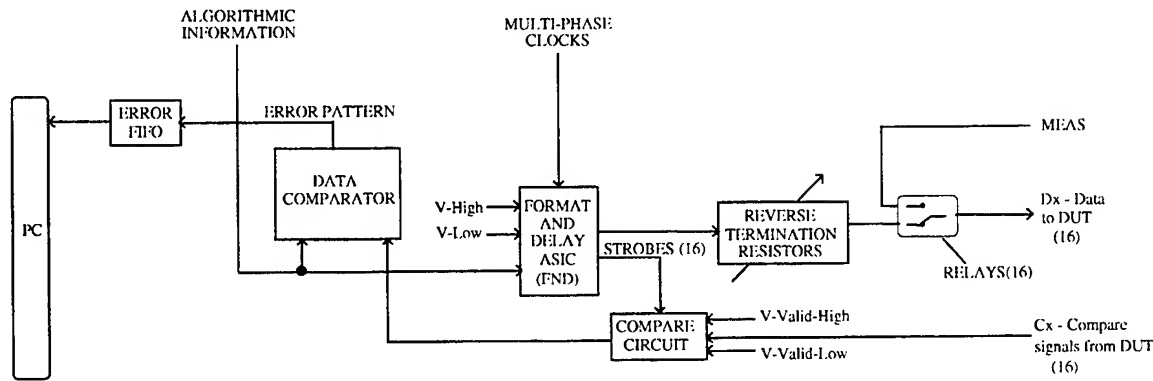 ALGORITHMIC
INFORMATION
MULTI-PHASE
CLOCKS
ERROR
FIFO
ERROR PATTERN
MEAS
DATA
COMPARATOR
V-High
V-Low
FORMAT
AND
DELAY
ASIC
(FND)
REVERSE
TERMINATION
RESISTORS
Dx - Data
to DUT
(16)
PC
STROBES (16)
RELAYS(16)
COMPARE
CIRCUIT
V-Valid-High
V-Valid-Low
Cx - Compare
signals from DUT
(16)